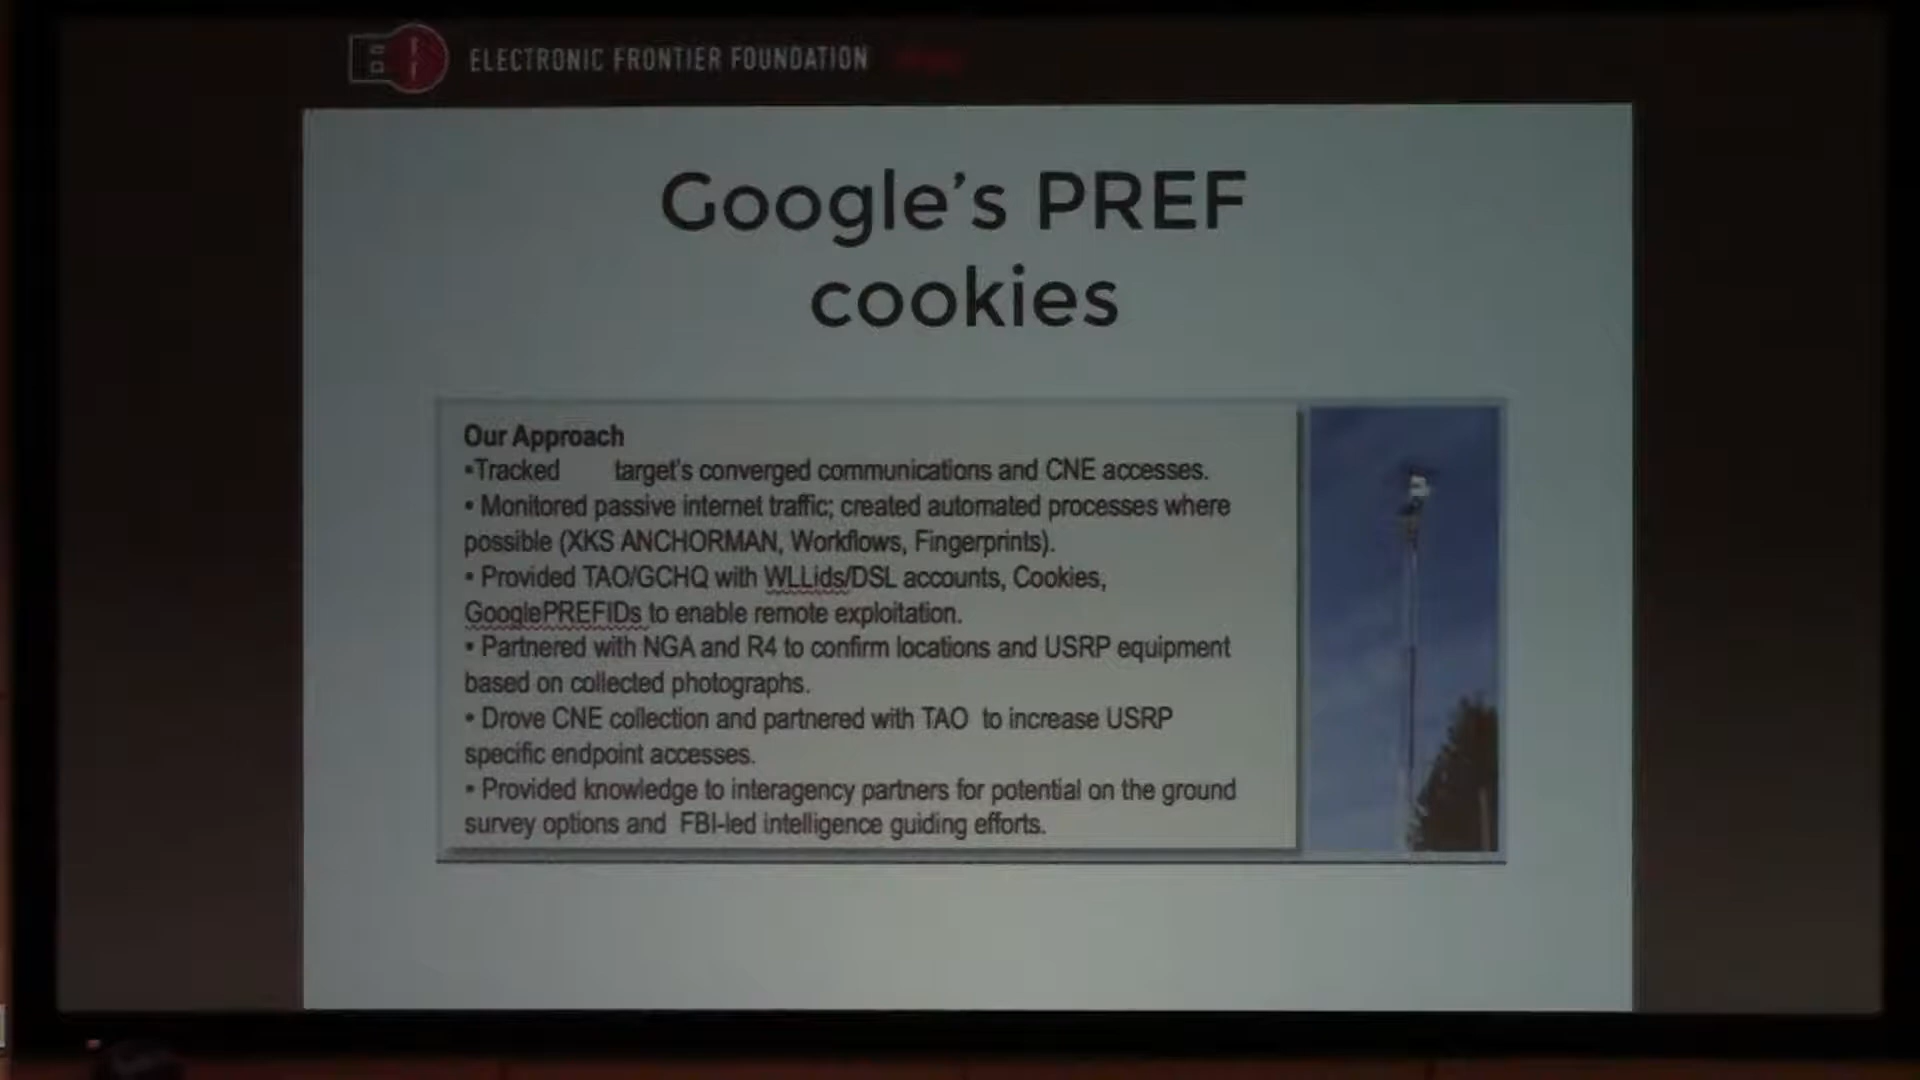 ELECTRONIC FRONTIER FOUNDATION
Google's PREF
cookies
Our Approach
•Tracked target's converged communications and CNE accesses.
• Monitored passive internet traffic; created automated processes where
possible (XKS ANCHORMAN, Workflows, Fingerprints).
• Provided TAO/GCHQ with WLLids/DSL accounts, Cookies,
GooglePREFIDs to enable remote exploitation.
• Partnered with NGA and R4 to confirm locations and USRP equipment
based on collected photographs.
• Drove CNE collection and partnered with TAO to increase USRP
specific endpoint accesses.
• Provided knowledge to interagency partners for potential on the ground
survey options and FBI-led intelligence guiding efforts.